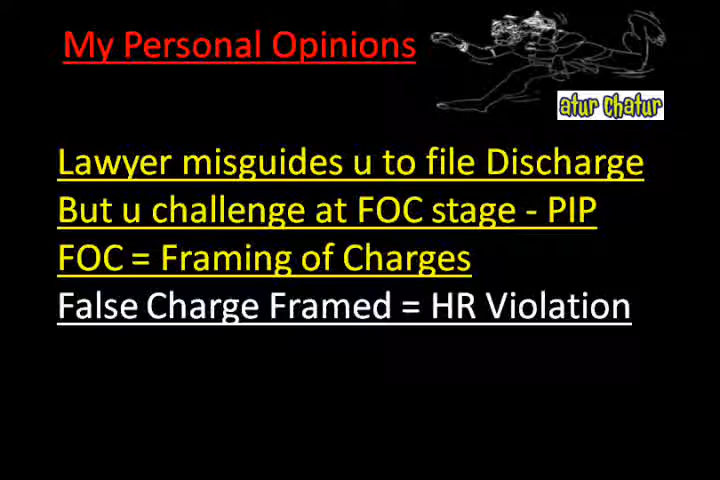 My Personal Opinions
atur chatur
Lawyer misguides u to file Discharge
But u challenge at FOC stage - PIP
FOC = Framing of Charges
False Charge Framed = HR Violation